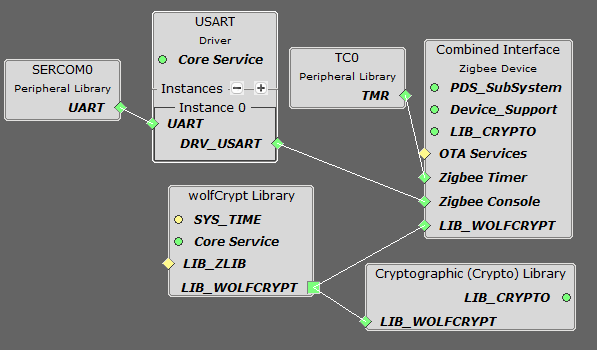 SERCOM0
Peripheral Library
UART
USART
Driver
Core Service
Instances
Instance 0
UART
DRV_USART
TC0
Peripheral Library
TMR
Combined Interface
Zigbee Device
PDS_SubSystem
Device_Support
LIB_CRYPTO
OTA Services
Zigbee Timer
Zigbee Console
LIB_WOLFCRYPT
wolfCrypt Library
SYS_TIME
Core Service
LIB_ZLIB
LIB_WOLFCRYPT
Cryptographic (Crypto) Library
LIB_CRYPTO
LIB_WOLFCRYPT